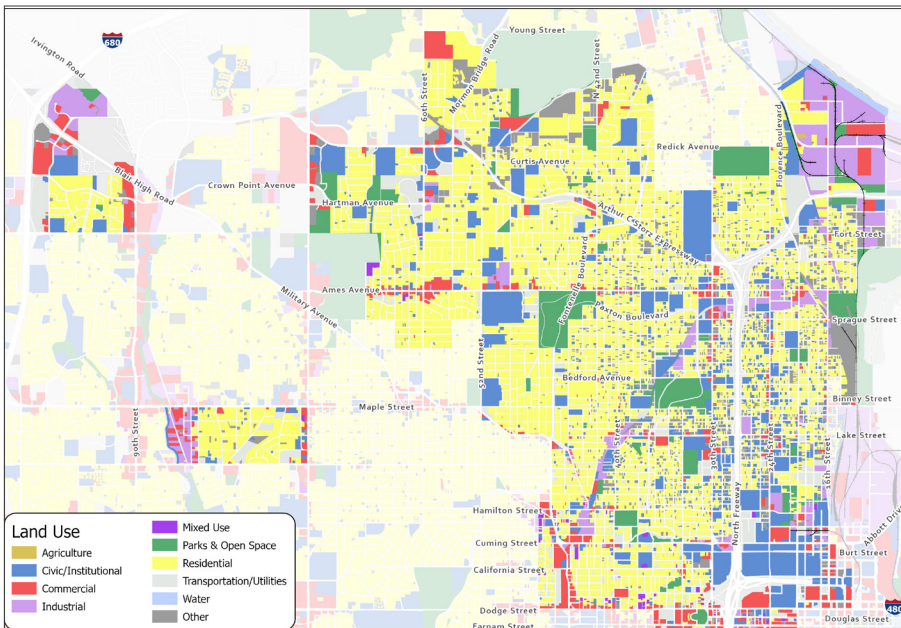 Young Street
Irvington Road
680
60th Street
Mormon Bridge Road
N 42nd Street
Redick Avenue
Florence Boulevard
Curtis Avenue
Blair High Road
Crown Point Avenue
Hartman Avenue
Arthur C Storz Expressway
Fort Street
Fontenelle Boulevard
Ames Avenue
Military Avenue
Paxton Boulevard
Sprague Street
52nd Street
Bedford Avenue
Maple Street
Binney Street
90th Street
40th Street
30th Street
24th Street
16th Street
Lake Street
North Freeway
Hamilton Street
Abbott Driv
Cuming Street
Burt Street
California Street
Dodge Street
480
Douglas Street
Farnam Street
Land Use
Agriculture
Civic/Institutional
Commercial
Industrial
Mixed Use
Parks & Open Space
Residential
Transportation/Utilities
Water
Other